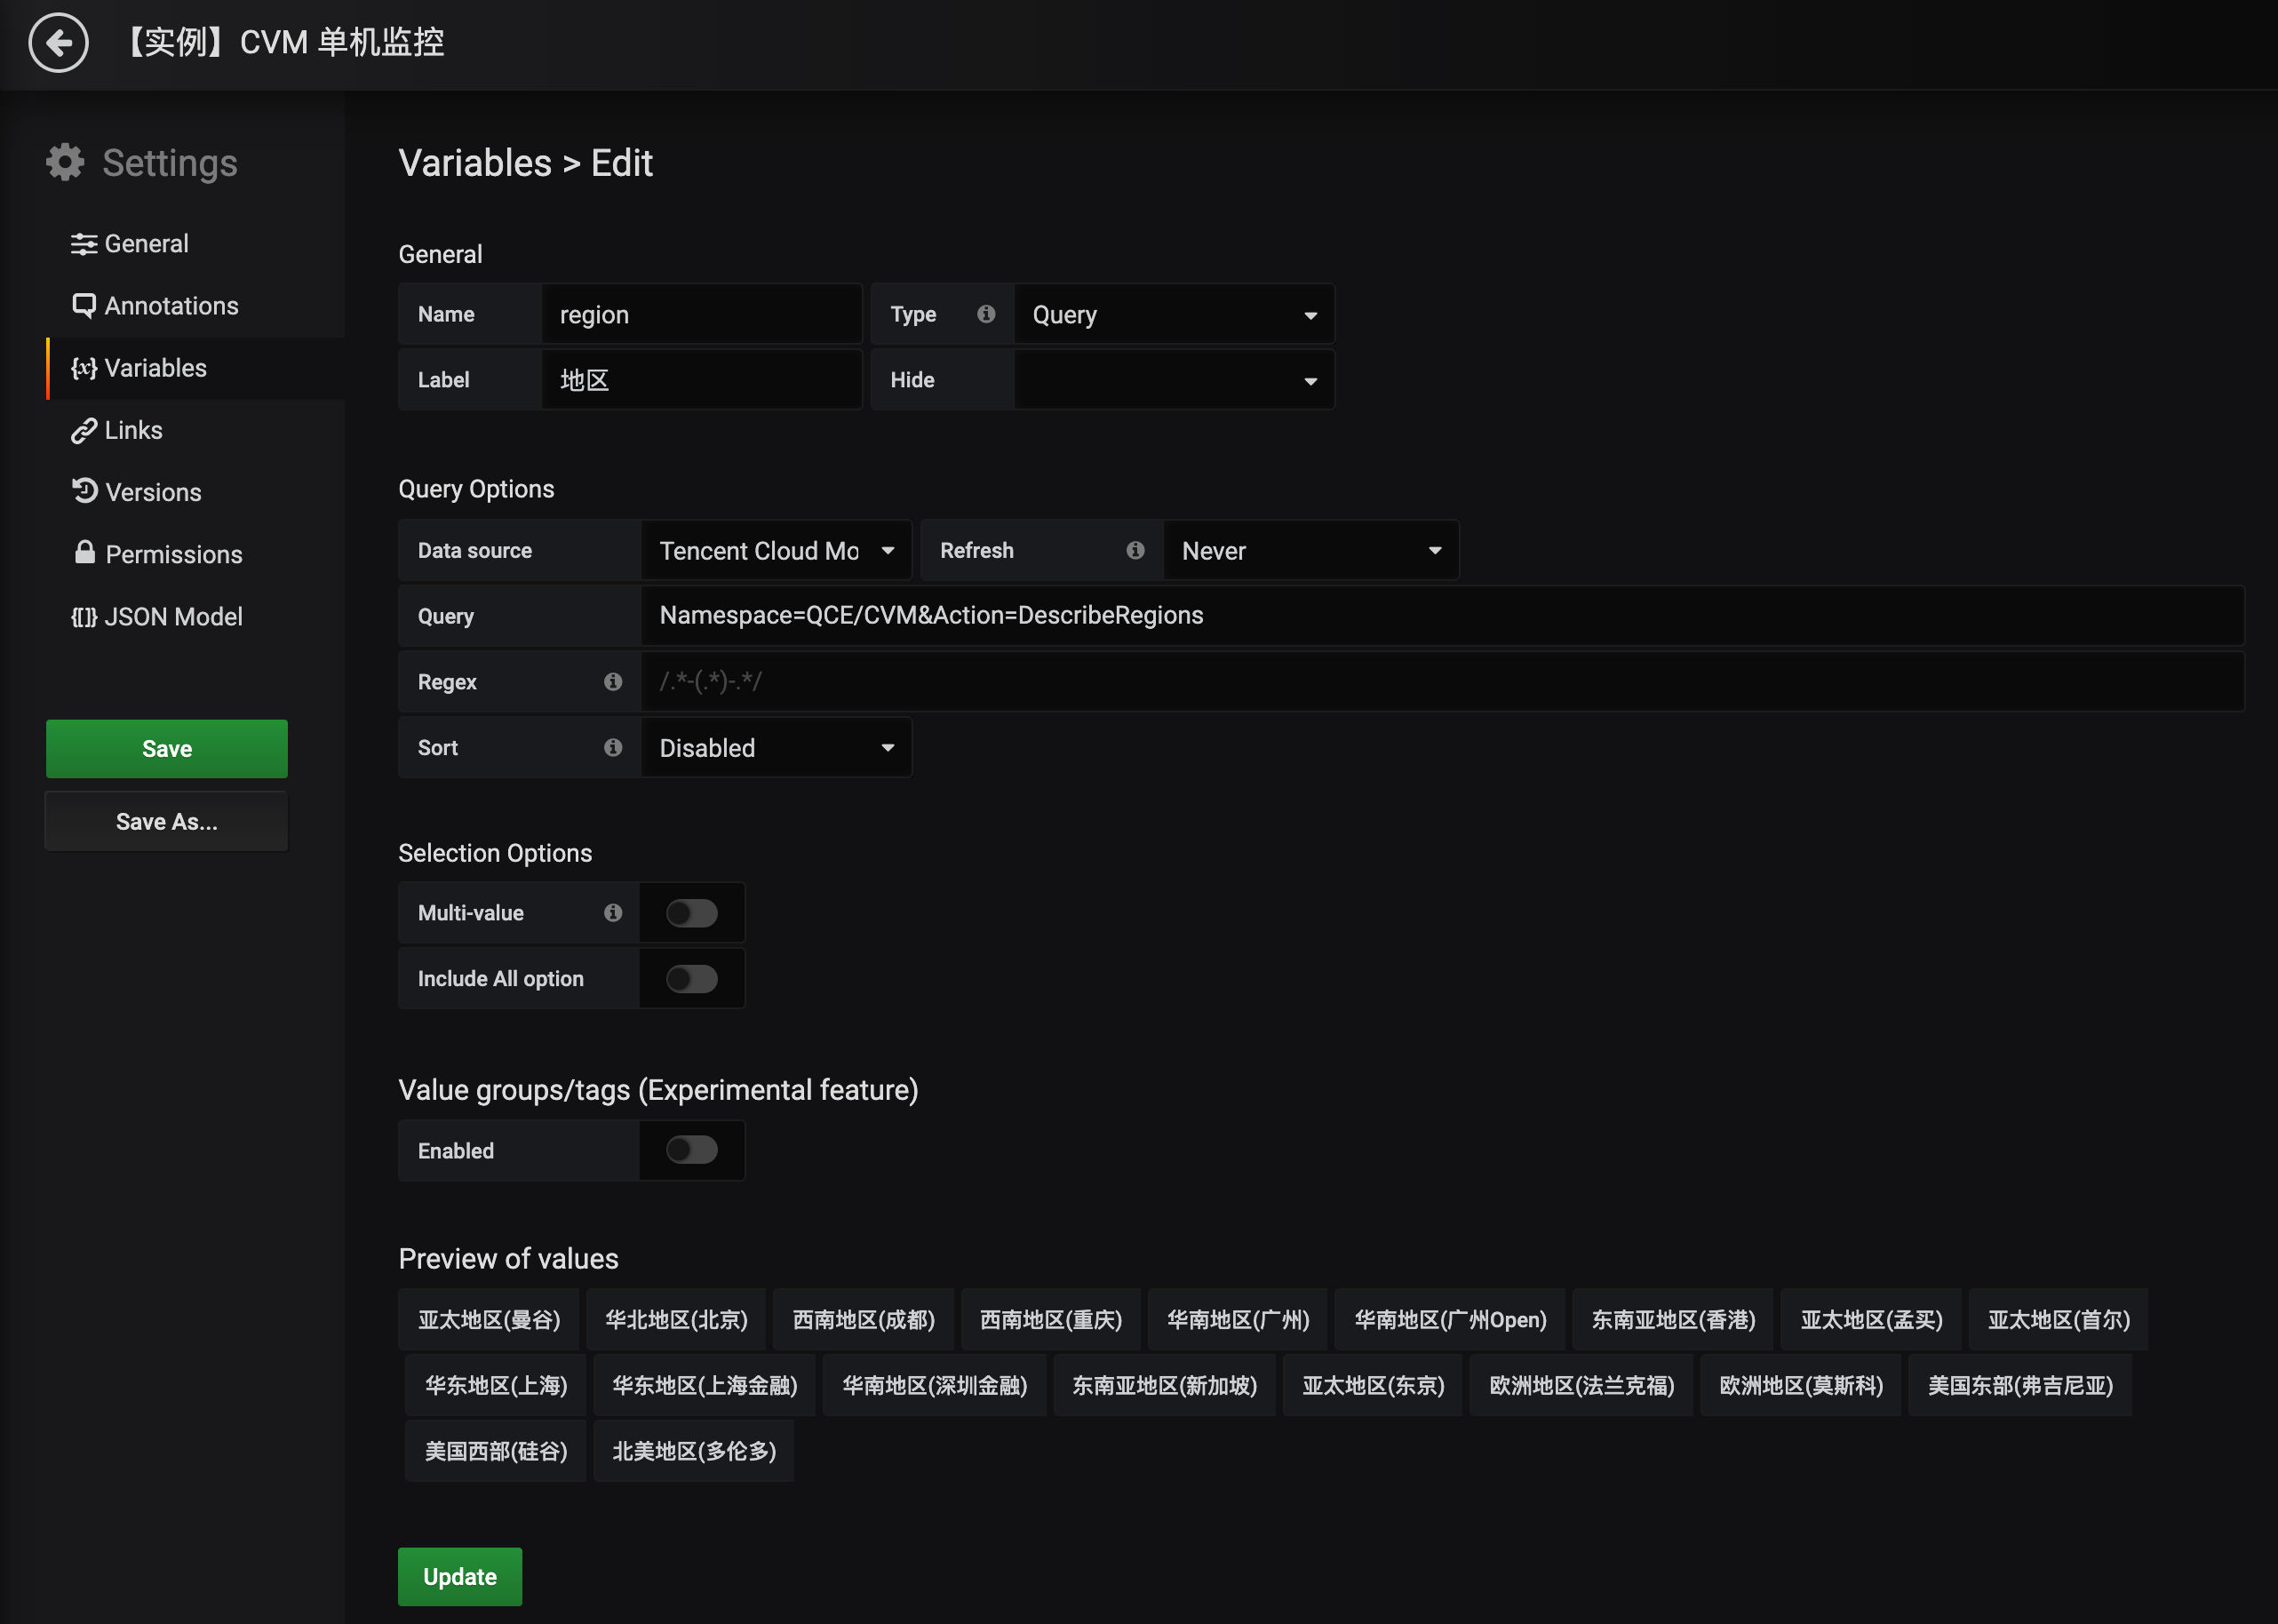 【实例】CVM 单机监控
Settings
General
Annotations
Variables
Links
Versions
Permissions
JSON Model
Save
Save As...
Variables > Edit
General
Name region Type Query
Label 地区 Hide
Query Options
Data source Tencent Cloud Mo Refresh Never
Query Namespace=QCE/CVM&Action=DescribeRegions
Regex /.*-(.*)-.*/
Sort Disabled
Selection Options
Multi-value
Include All option
Value groups/tags (Experimental feature)
Enabled
Preview of values
亚太地区(曼谷) 华北地区(北京) 西南地区(成都) 西南地区(重庆) 华南地区(广州) 华南地区(广州Open) 东南亚地区(香港) 亚太地区(孟买) 亚太地区(首尔)
华东地区(上海) 华东地区(上海金融) 华南地区(深圳金融) 东南亚地区(新加坡) 亚太地区(东京) 欧洲地区(法兰克福) 欧洲地区(莫斯科) 美国东部(弗吉尼亚)
美国西部(硅谷) 北美地区(多伦多)
Update